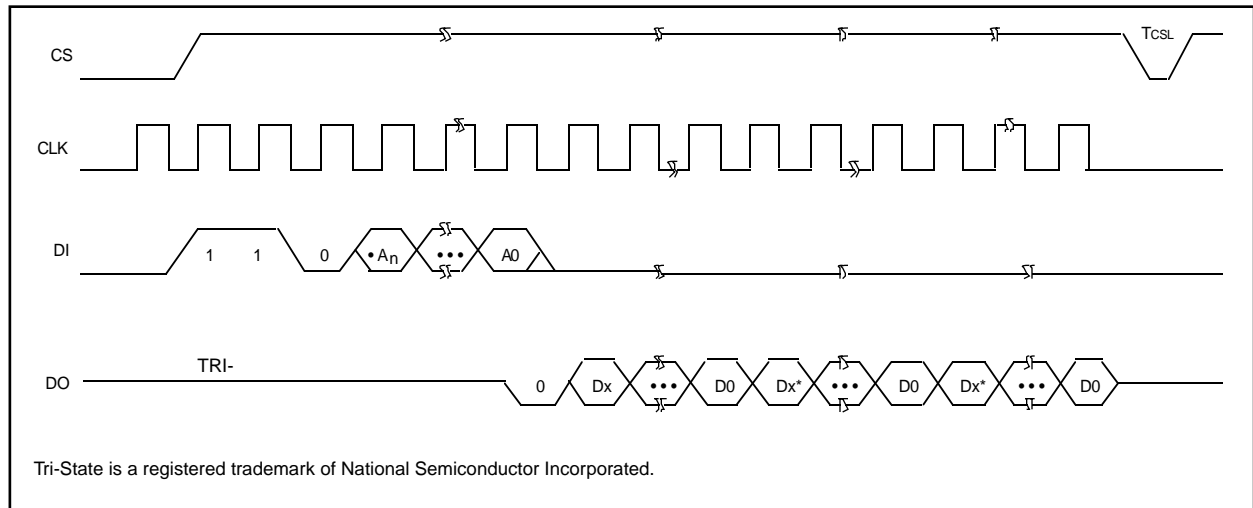 CS
TCSL
CLK
DI
1 1 0 •An ••• A0
TRI-
DO
0 Dx ••• D0 Dx* ••• D0 Dx* ••• D0
Tri-State is a registered trademark of National Semiconductor Incorporated.